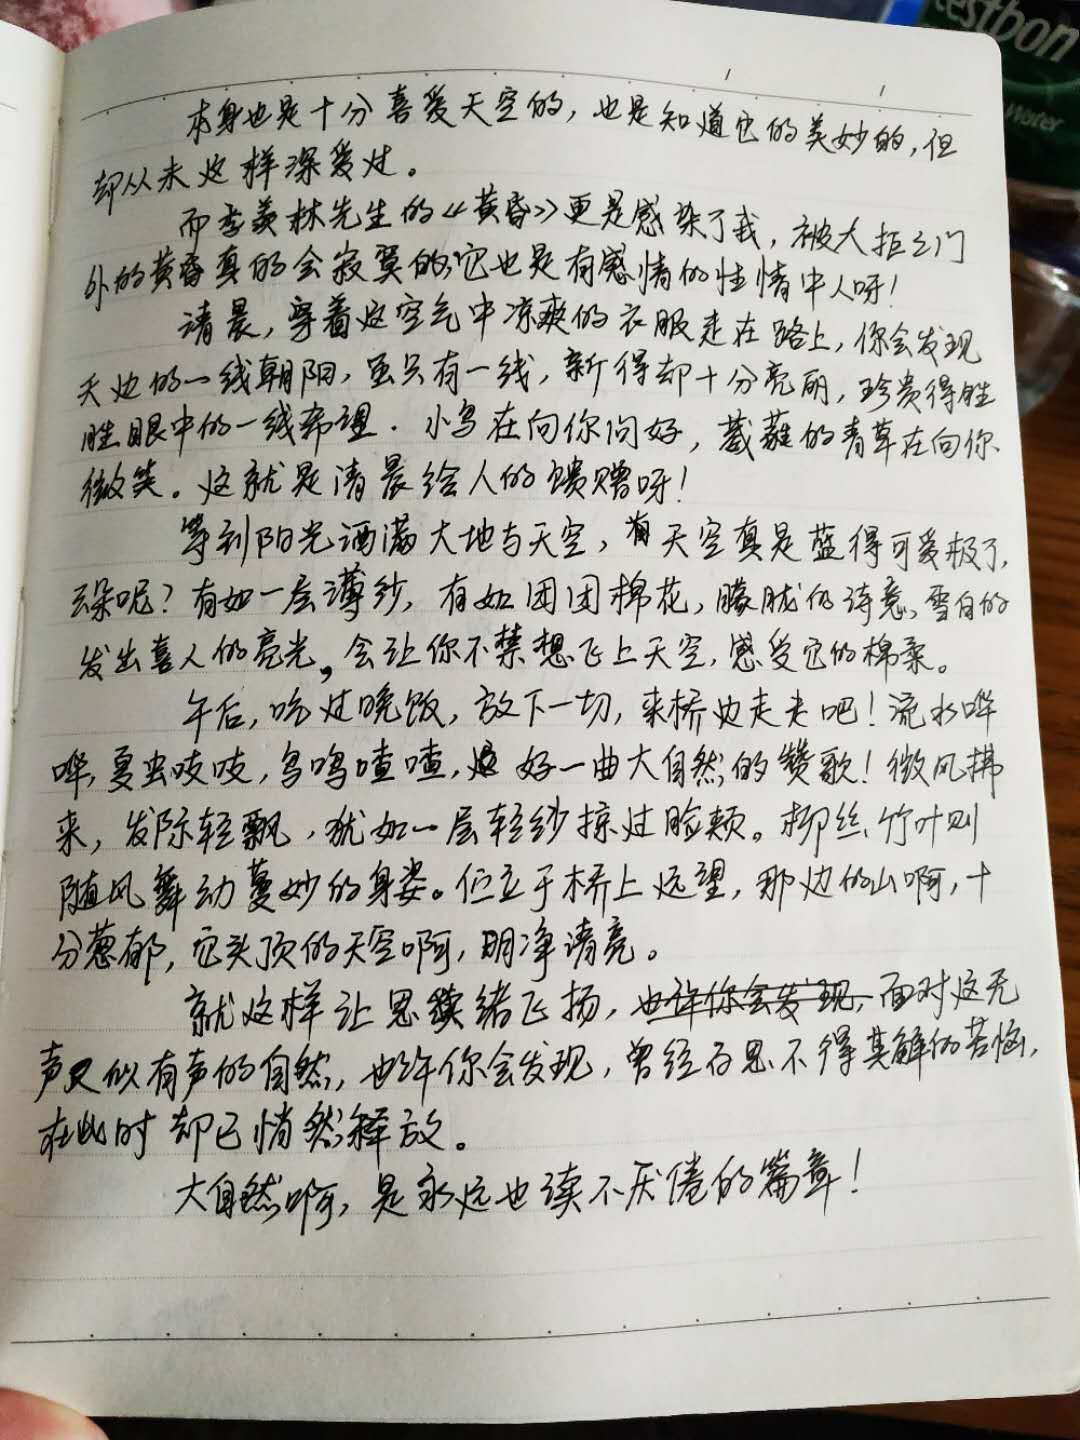 estbon
Water
本身也是十分喜爱天空的,也是知道它的美妙的,但
却从未这样深爱过。
而季羡林先生的《黄昏》更是感染了我,被大拒之门
外的黄昏真的会寂寞的,它也是有感情的性情中人呀!
清晨,穿着这空气中凉爽的衣服走在路上,你会发现
天边的一线朝阳,虽只有一线,新得却十分亮丽,珍贵得胜
胜眼中的一线希望.小鸟在向你问好,葳蕤的青草在向你
微笑。这就是清晨给人的馈赠呀!
等到阳光洒满大地与天空,天空真是蓝得可爱极了,
云朵呢?有如一层薄纱,有如团团棉花,朦胧的诗意,雪白的
发出喜人的亮光,会让你不禁想飞上天空,感受它的棉柔。
午后,吃过晚饭,放下一切,来桥边走走吧!流水哗
哗,夏虫吱吱,鸟鸣喳喳,好一曲大自然的赞歌!微风拂
来,发际轻飘,犹如一层轻纱掠过脸颊。柳丝竹叶则
随风舞动蔓妙的身姿。伫立于桥上远望,那边的山啊,十
分葱郁,它头顶的天空啊,明净清亮。
就这样让思绪飞扬,也许你会发现,面对这无
声又似有声的自然,也许你会发现,曾经百思不得其解的苦恼,
在此时却已悄然释放。
大自然啊,是永远也读不厌倦的篇章!